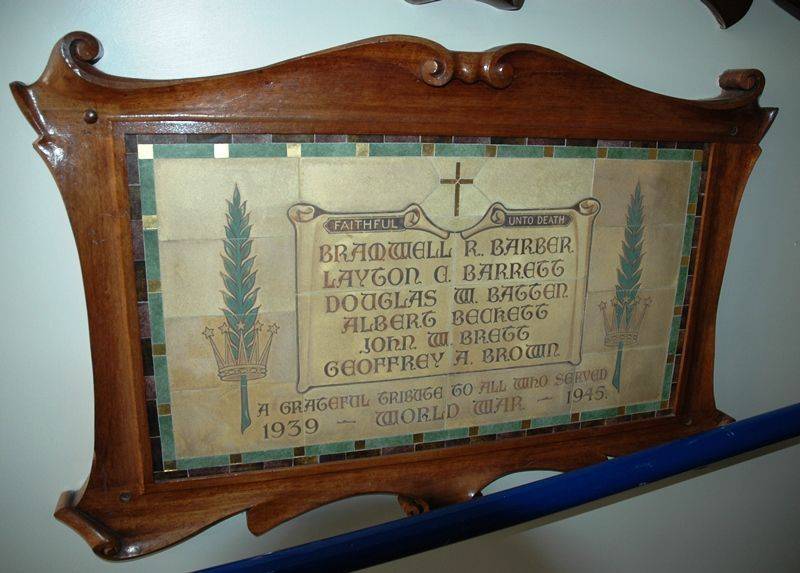 FAITHFUL UNTO DEATH
BRAMWELL R. BARBER
LAYTON C. BARRETT
DOUGLAS W. BATTEN
ALBERT BECKETT
JOHN. W. BRETT
GEOFFREY A. BROWN
A GRATEFUL TRIBUTE TO ALL WHO SERVED
1939 ~ WORLD WAR ~ 1945.